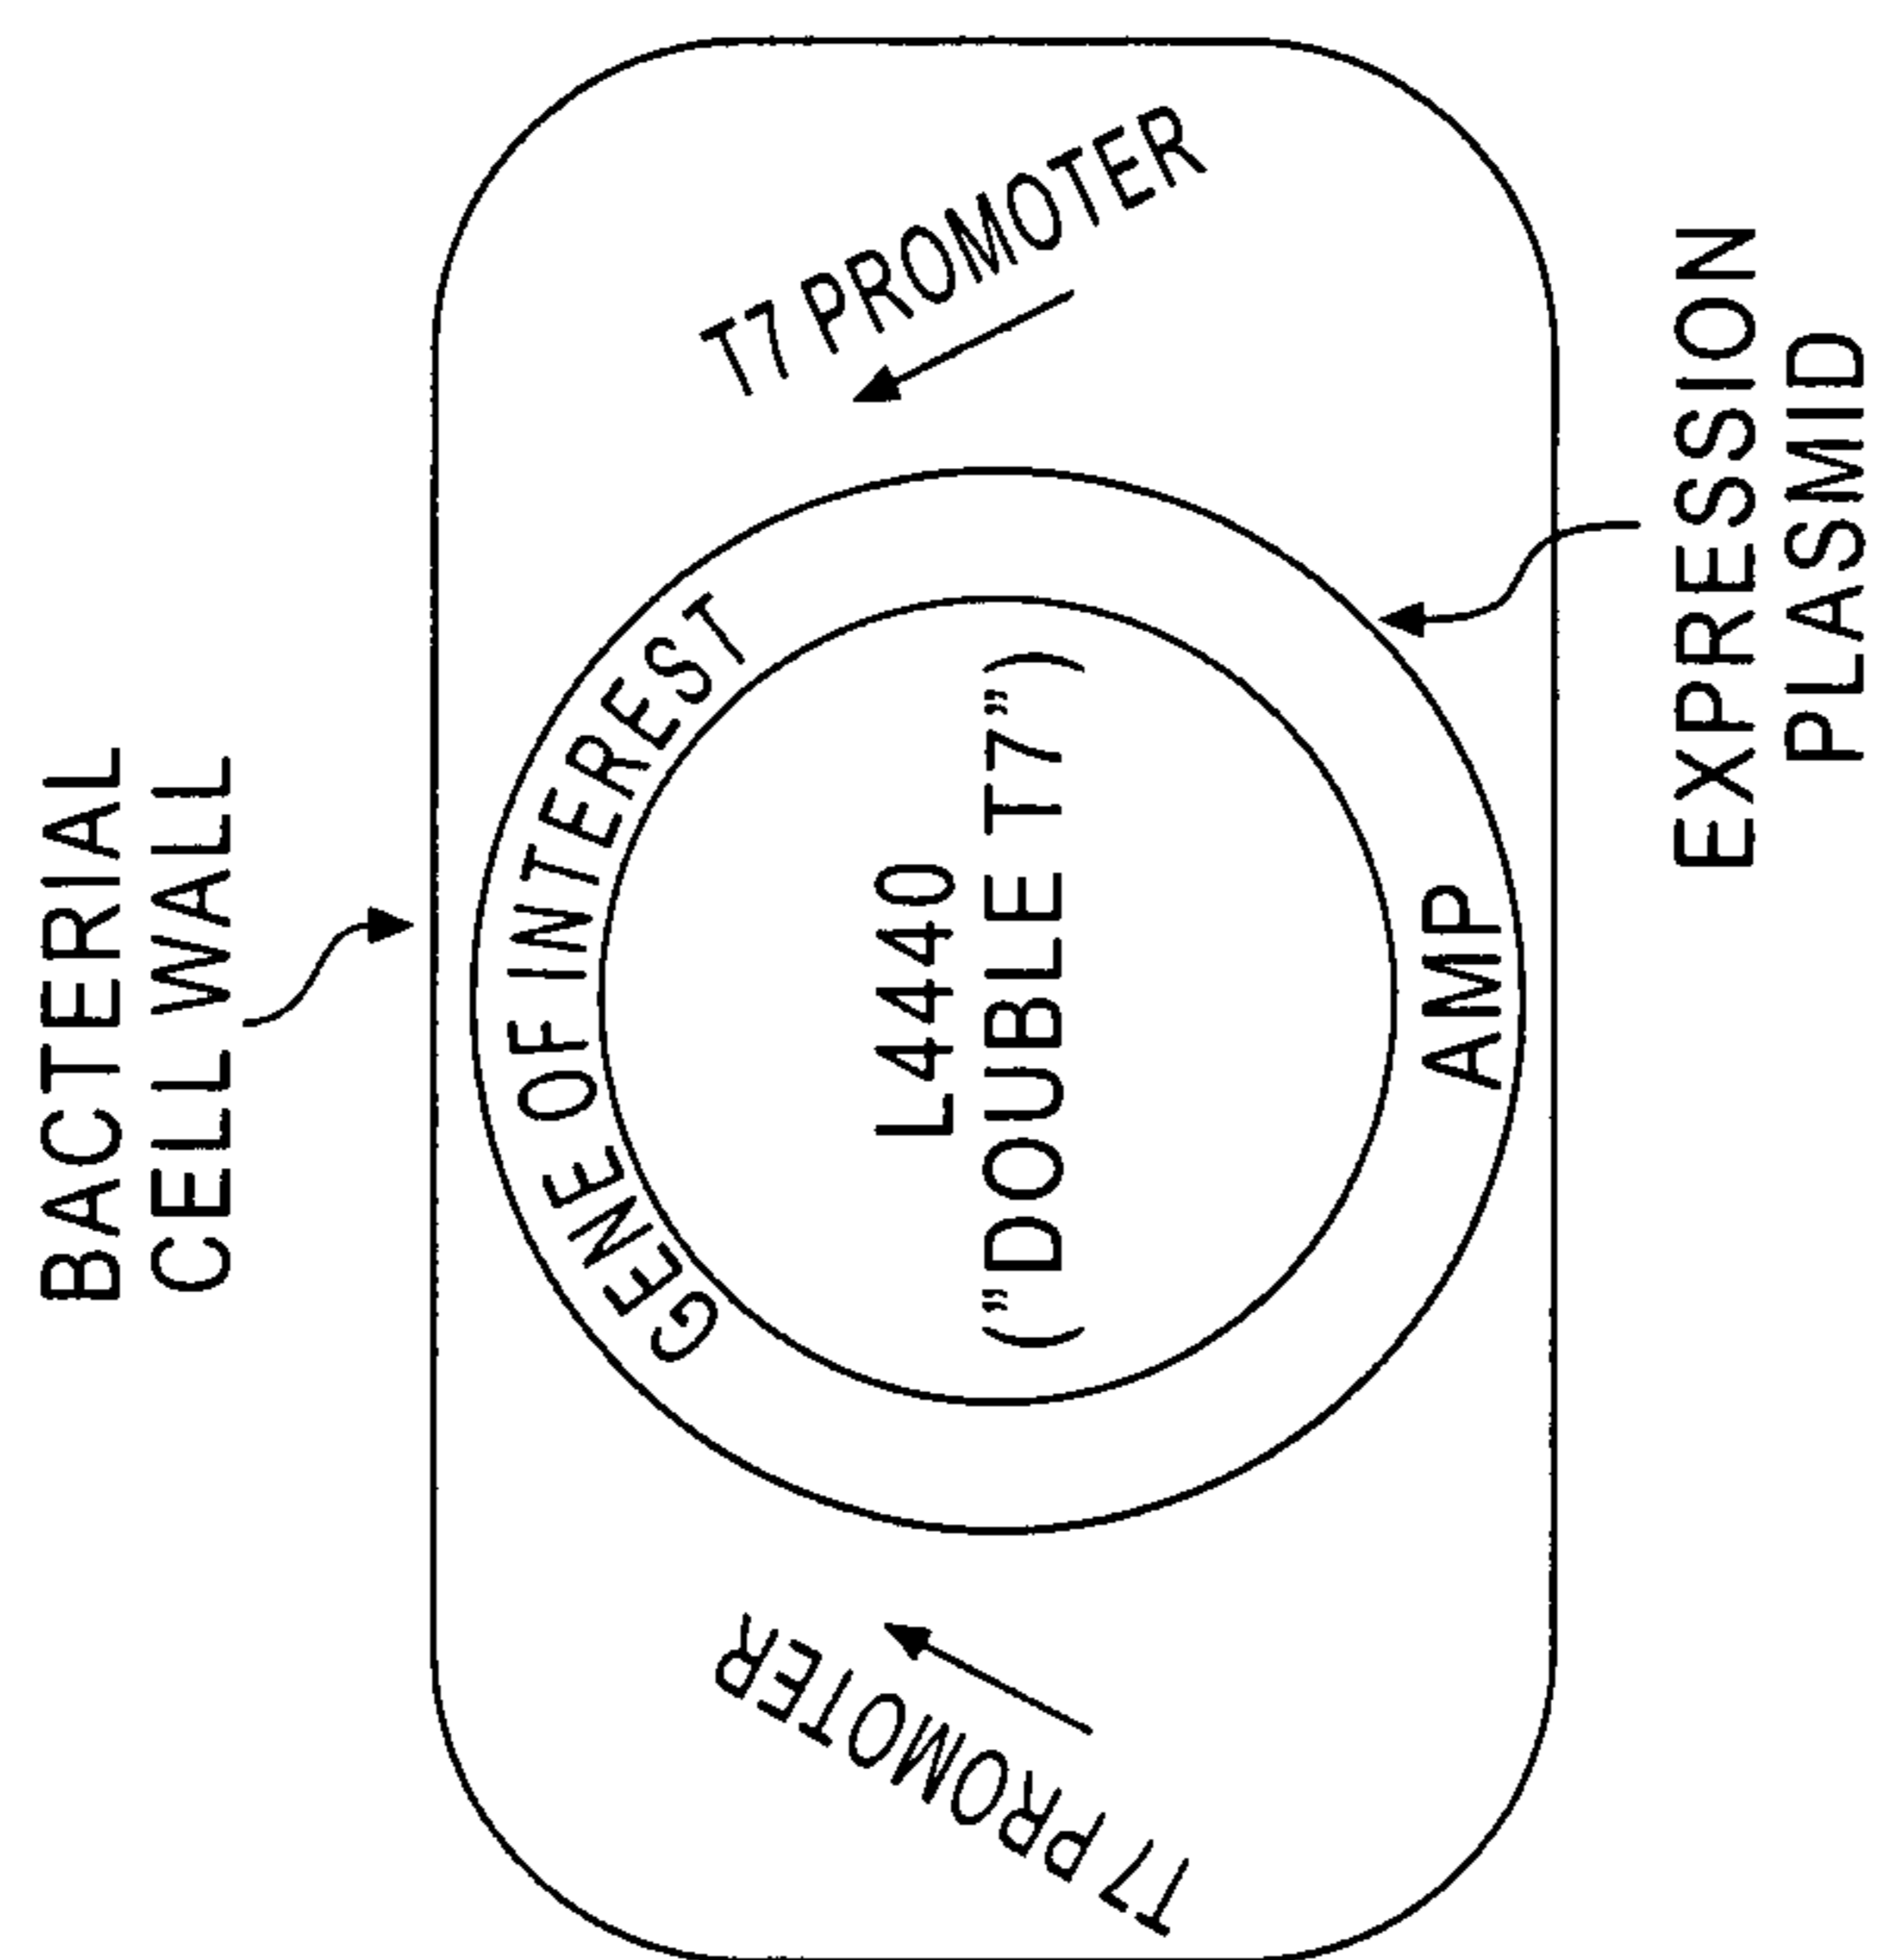 BACTERIAL
CELL WALL
T7 PROMOTER
GENE OF INTEREST
T7 PROMOTER
L4440
(”DOUBLE T7”)
AMP
EXPRESSION
PLASMID